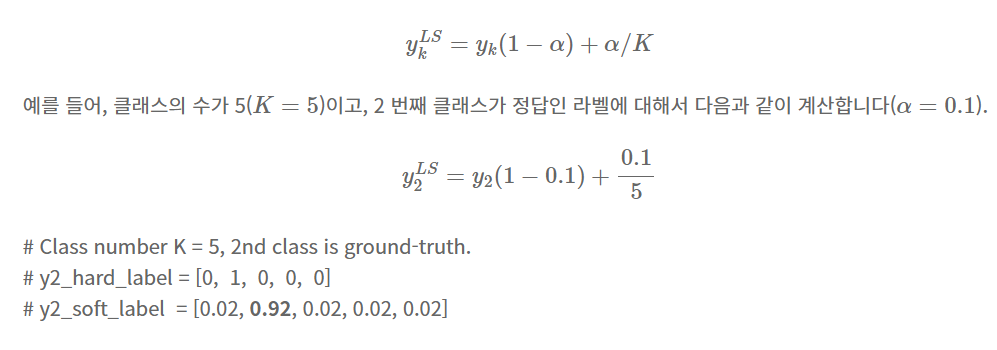 y_k^{LS} = y_k(1 − α) + α/K
예를 들어, 클래스의 수가 5(K = 5)이고, 2 번째 클래스가 정답인 라벨에 대해서 다음과 같이 계산합니다(α = 0.1).
y_2^{LS} = y_2(1 − 0.1) + \frac{0.1}{5}
# Class number K = 5, 2nd class is ground-truth.
# y2_hard_label = [0, 1, 0, 0, 0]
# y2_soft_label = [0.02, 0.92, 0.02, 0.02, 0.02]